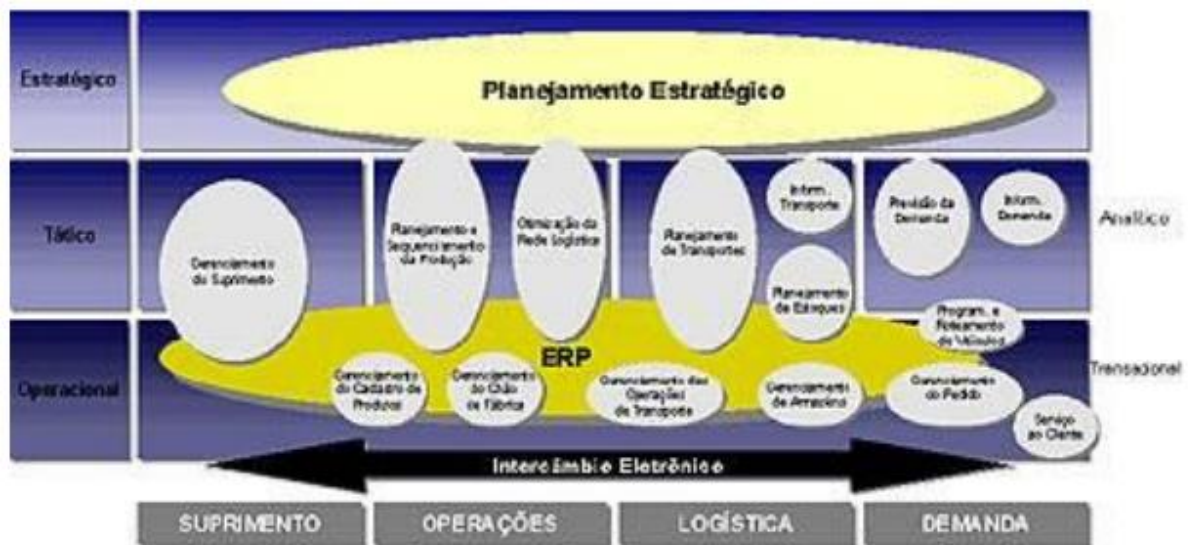 Estratégico
Planejamento Estratégico
Tático
Gerenciamento
do Suprimento
Planejamento e
Sequenciamento
da Produção
Otimização da
Rede Logística
Planejamento
de Transportes
Inform.
Transporte
Planejamento
de Estoques
Previsão da
Demanda
Inform.
Demanda
Analítico
Program. e
Roteamento
de Veículos
Operacional
ERP
Gerenciamento
do Cadastro de
Produtos
Gerenciamento
do Chão
de Fábrica
Gerenciamento das
Operações
de Transporte
Gerenciamento
de Armazéns
Gerenciamento
do Pedido
Serviço
ao Cliente
Transacional
Intercâmbio Eletrônico
SUPRIMENTO
OPERAÇÕES
LOGÍSTICA
DEMANDA